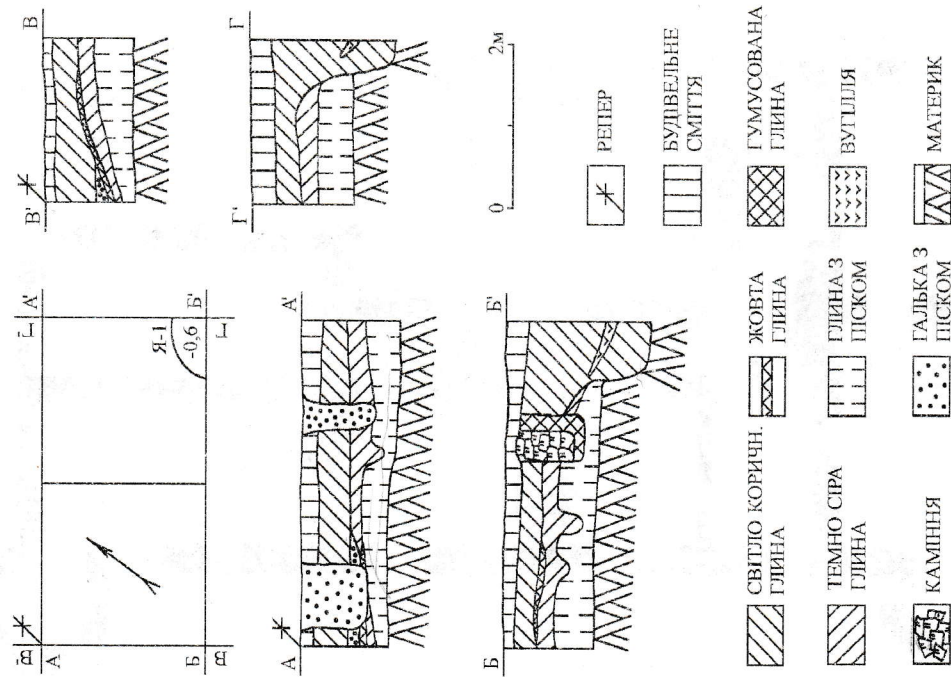 В'
А
Г
А'
Я-1
-0,6
Б
В
Б'
Г'
В'
В
Г'
Г
А
А'
Б
Б'
0
2м
РЕПЕР
БУДІВЕЛЬНЕ
СМІТТЯ
ГУМУСОВАНА
ГЛИНА
ВУГІЛЛЯ
МАТЕРИК
ЖОВТА
ГЛИНА
ГЛИНА З
ПІСКОМ
ГАЛЬКА З
ПІСКОМ
СВІТЛО КОРИЧН.
ГЛИНА
ТЕМНО СІРА
ГЛИНА
КАМІННЯ